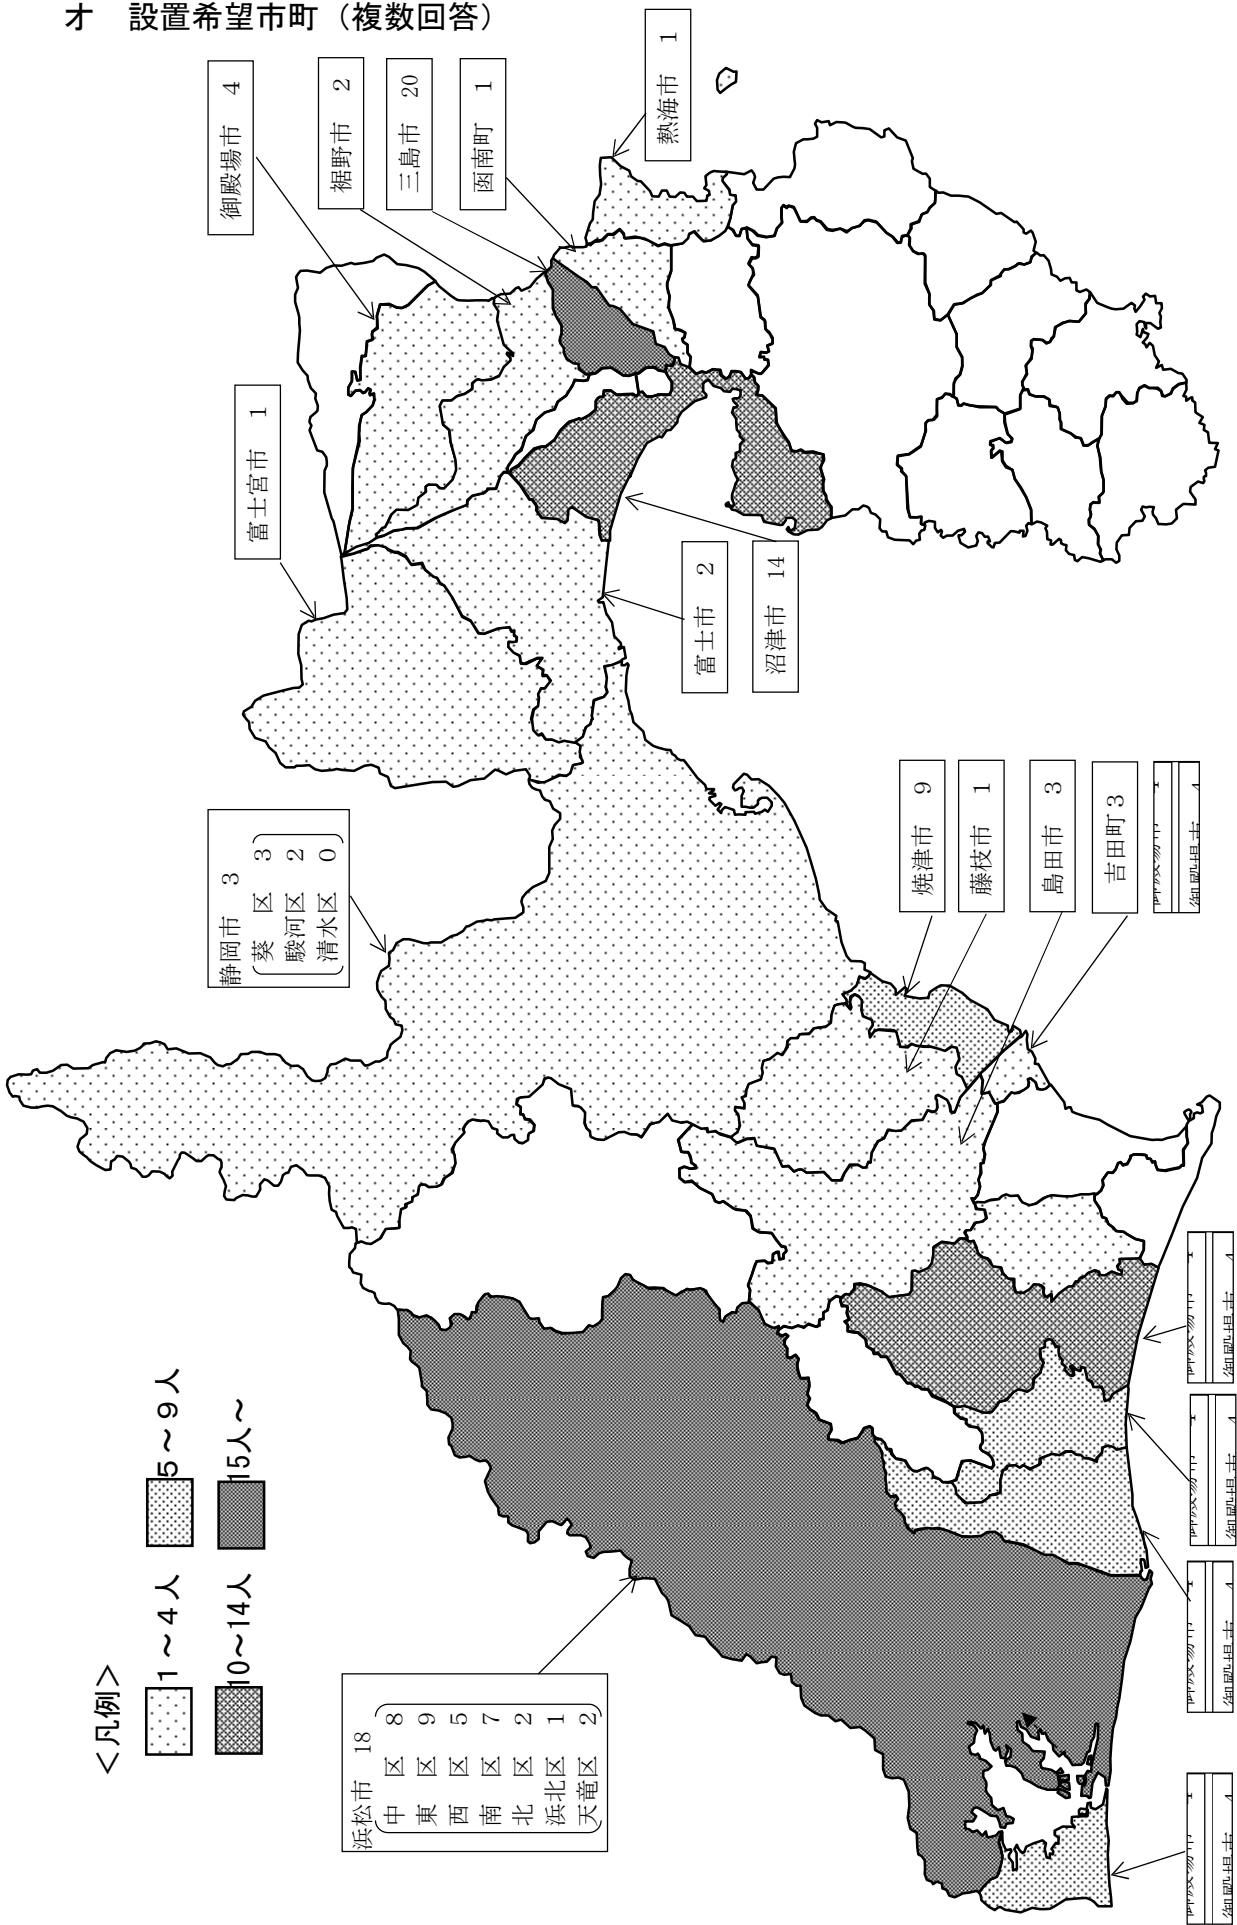 オ 設置希望市町（複数回答）
御殿場市 4
裾野市 2
三島市 20
函南町 1
熱海市 1
富士宮市 1
富士市 2
沼津市 14
静岡市 3
葵 区 3
駿河区 2
清水区 0
焼津市 9
藤枝市 1
島田市 3
吉田町3
＜凡例＞
1～4人
5～9人
10～14人
15人～
浜松市 18
中 区 8
東 区 9
西 区 5
南 区 7
北 区 2
浜北区 1
天竜区 2